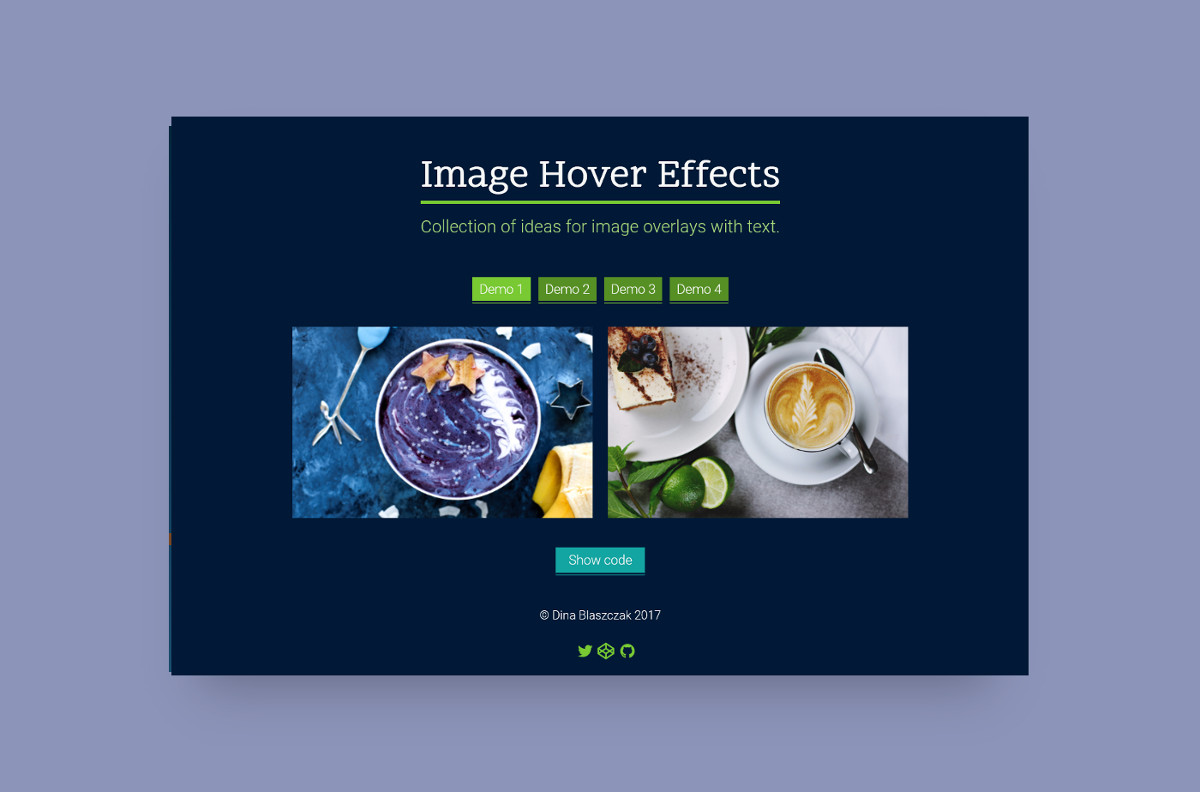 Image Hover Effects
Collection of ideas for image overlays with text.
Demo 1 Demo 2 Demo 3 Demo 4
Show code
© Dina Blaszczak 2017